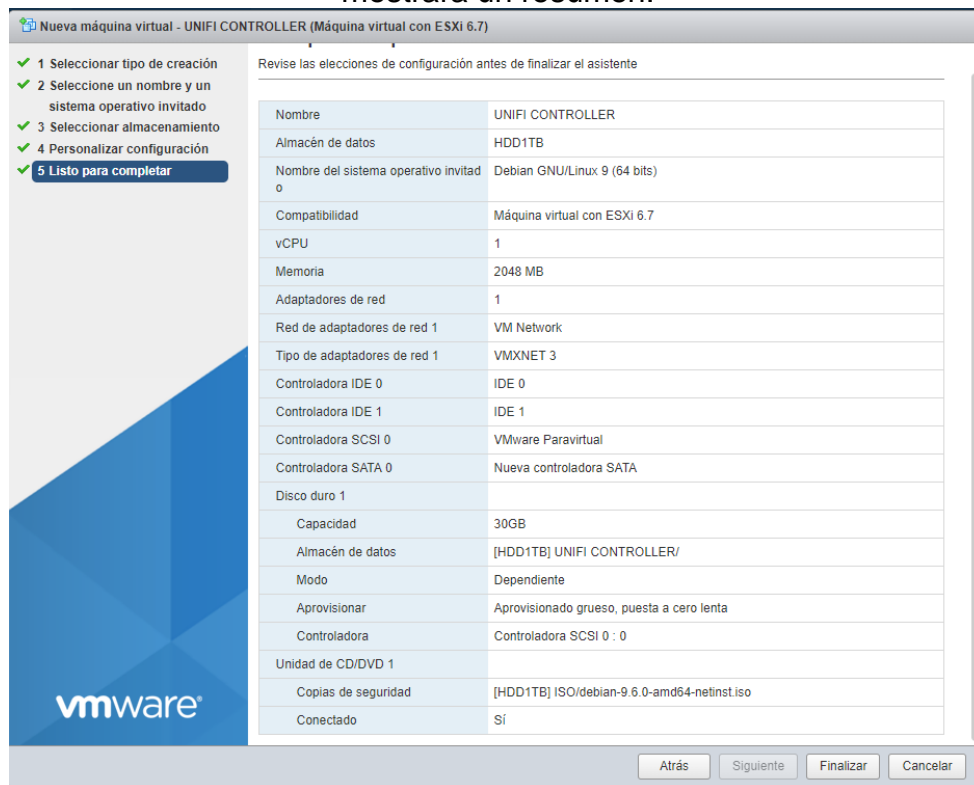 mostrará un resumen.
Nueva máquina virtual - UNIFI CONTROLLER (Máquina virtual con ESXi 6.7)
1 Seleccionar tipo de creación
2 Seleccione un nombre y un
sistema operativo invitado
3 Seleccionar almacenamiento
4 Personalizar configuración
5 Listo para completar
Revise las elecciones de configuración antes de finalizar el asistente
Nombre UNIFI CONTROLLER
Almacén de datos HDD1TB
Nombre del sistema operativo invitad Debian GNU/Linux 9 (64 bits)
o
Compatibilidad Máquina virtual con ESXi 6.7
vCPU 1
Memoria 2048 MB
Adaptadores de red 1
Red de adaptadores de red 1 VM Network
Tipo de adaptadores de red 1 VMXNET 3
Controladora IDE 0 IDE 0
Controladora IDE 1 IDE 1
Controladora SCSI 0 VMware Paravirtual
Controladora SATA 0 Nueva controladora SATA
Disco duro 1
Capacidad 30GB
Almacén de datos [HDD1TB] UNIFI CONTROLLER/
Modo Dependiente
Aprovisionar Aprovisionado grueso, puesta a cero lenta
Controladora Controladora SCSI 0 : 0
Unidad de CD/DVD 1
Copias de seguridad [HDD1TB] ISO/debian-9.6.0-amd64-netinst.iso
Conectado Sí
vmware®
Atrás Siguiente Finalizar Cancelar